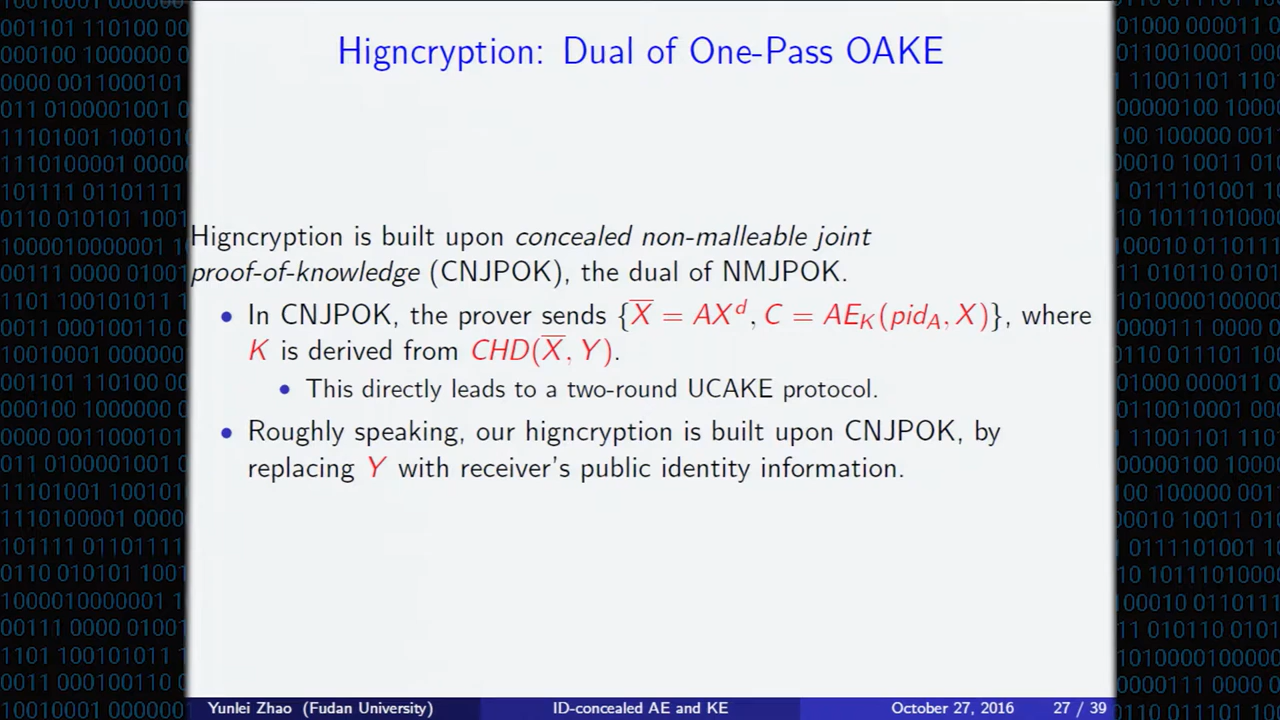 Higncryption: Dual of One-Pass OAKE
Higncryption is built upon concealed non-malleable joint
proof-of-knowledge (CNJPOK), the dual of NMJPOK.
• In CNJPOK, the prover sends {X̅ = AX^d, C = AE_K(pid_A, X)}, where
K is derived from CHD(X̅, Y).
• This directly leads to a two-round UCAKE protocol.
• Roughly speaking, our higncryption is built upon CNJPOK, by
replacing Y with receiver's public identity information.
Yunlei Zhao (Fudan University) ID-concealed AE and KE October 27, 2016 27 / 39